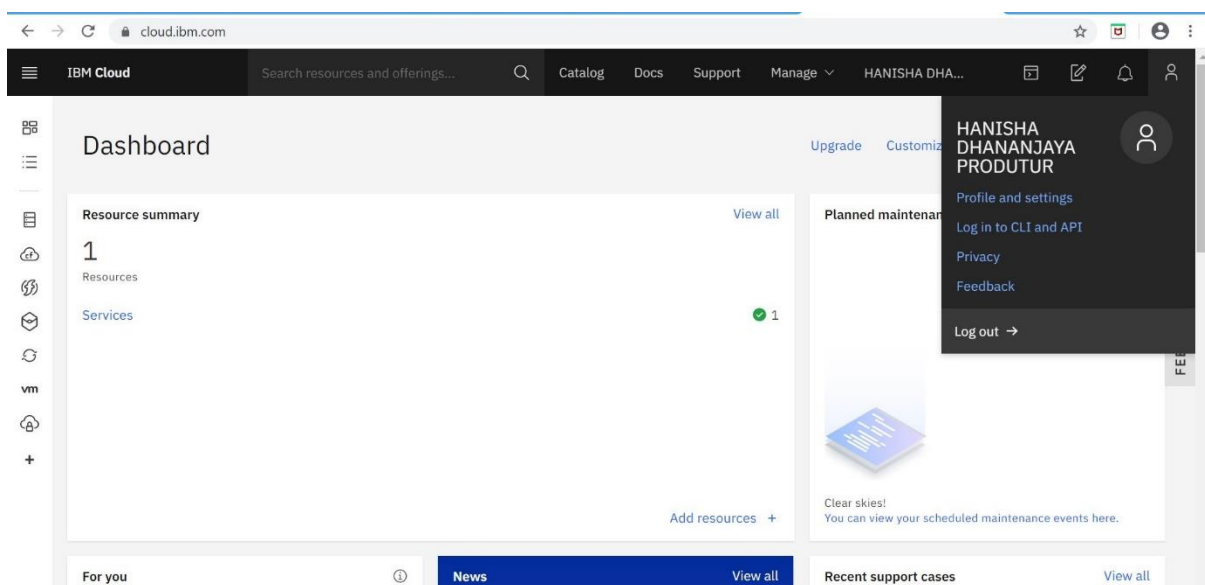 cloud.ibm.com
IBM Cloud
Search resources and offerings...
Catalog
Docs
Support
Manage
HANISHA DHA...
HANISHA
DHANANJAYA
PRODUTUR
Profile and settings
Log in to CLI and API
Privacy
Feedback
Log out →
Dashboard
Upgrade
Customiz
Resource summary
View all
1
Resources
Services
1
Add resources +
Planned maintenan
Clear skies!
You can view your scheduled maintenance events here.
FEE
vm
For you
News
View all
Recent support cases
View all